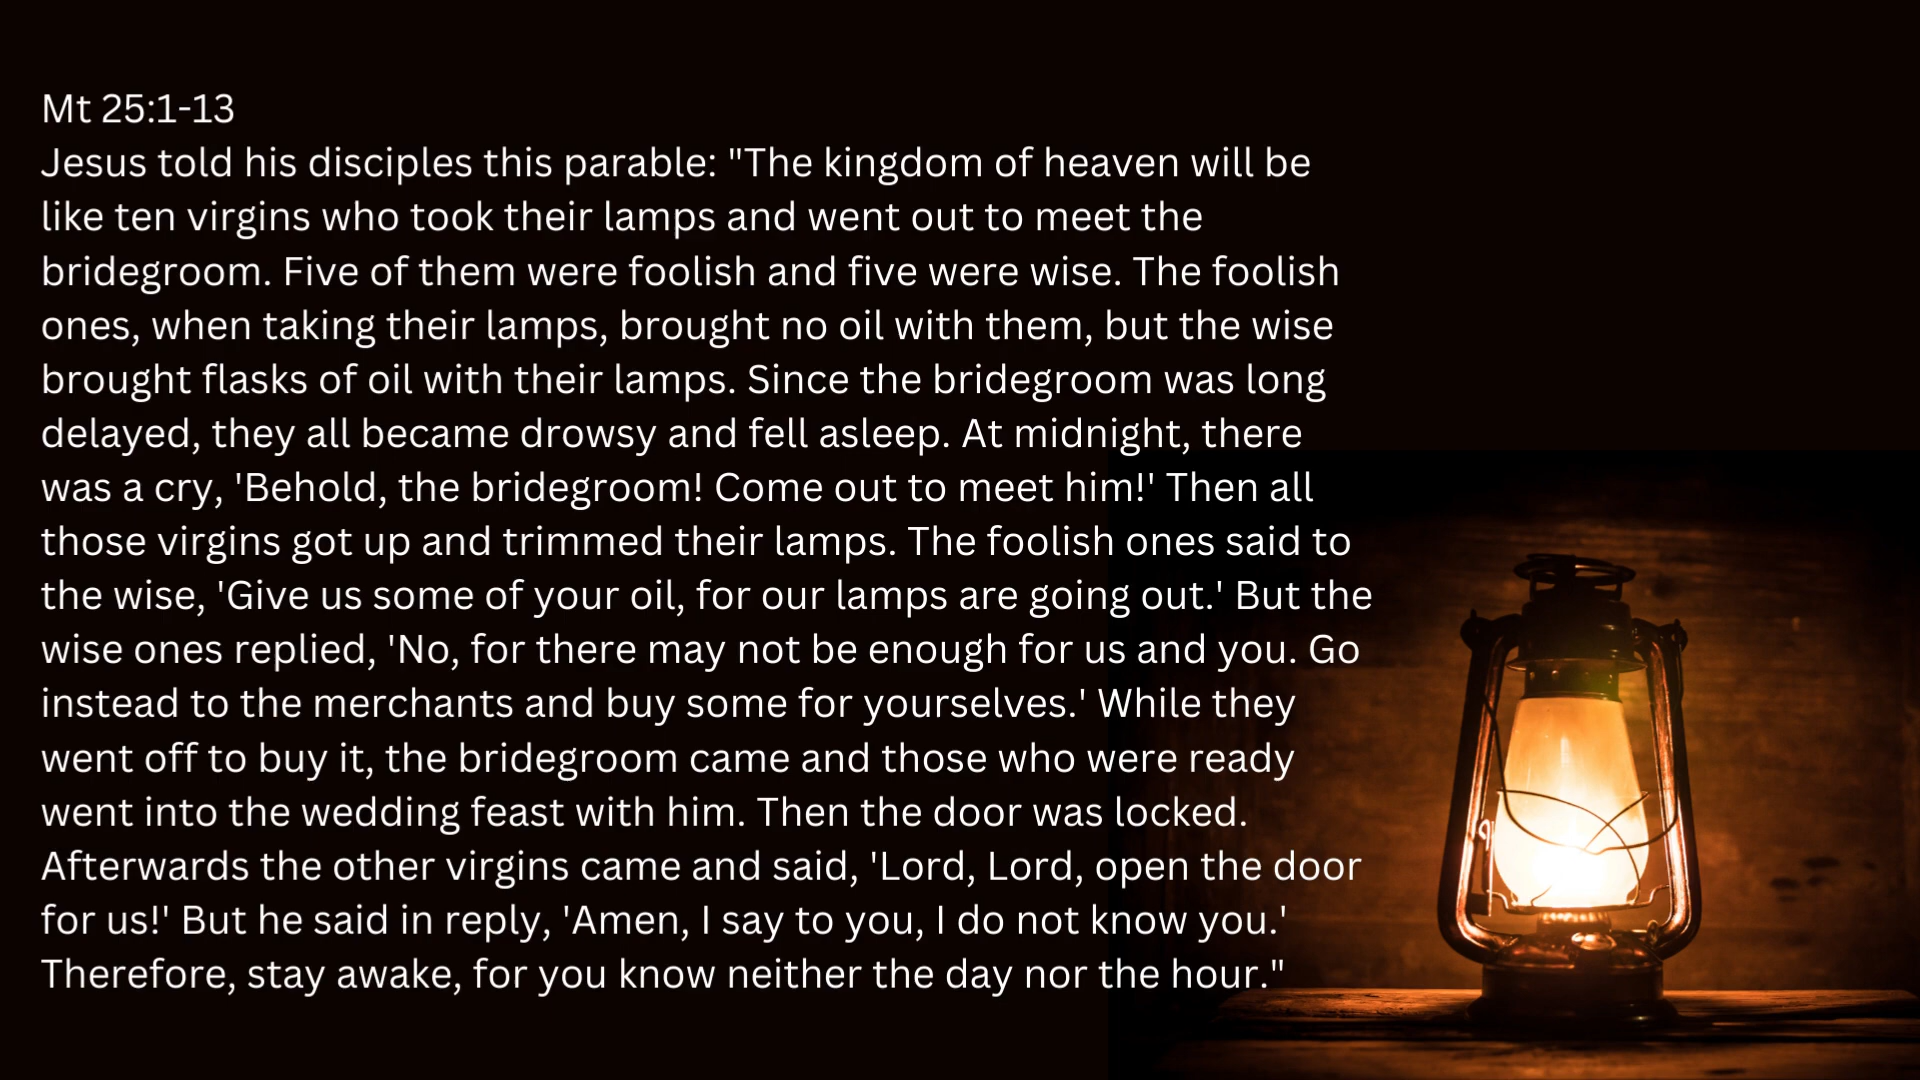 Mt 25:1-13
Jesus told his disciples this parable: "The kingdom of heaven will be
like ten virgins who took their lamps and went out to meet the
bridegroom. Five of them were foolish and five were wise. The foolish
ones, when taking their lamps, brought no oil with them, but the wise
brought flasks of oil with their lamps. Since the bridegroom was long
delayed, they all became drowsy and fell asleep. At midnight, there
was a cry, 'Behold, the bridegroom! Come out to meet him!' Then all
those virgins got up and trimmed their lamps. The foolish ones said to
the wise, 'Give us some of your oil, for our lamps are going out.' But the
wise ones replied, 'No, for there may not be enough for us and you. Go
instead to the merchants and buy some for yourselves.' While they
went off to buy it, the bridegroom came and those who were ready
went into the wedding feast with him. Then the door was locked.
Afterwards the other virgins came and said, 'Lord, Lord, open the door
for us!' But he said in reply, 'Amen, I say to you, I do not know you.'
Therefore, stay awake, for you know neither the day nor the hour."